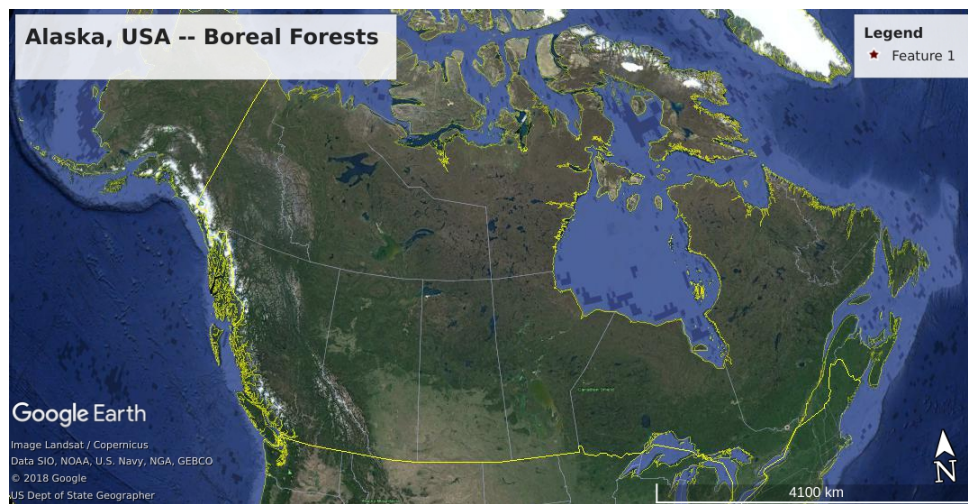 Alaska, USA -- Boreal Forests
Legend
Feature 1
Google Earth
Image Landsat / Copernicus
Data SIO, NOAA, U.S. Navy, NGA, GEBCO
© 2018 Google
US Dept of State Geographer
4100 km
N